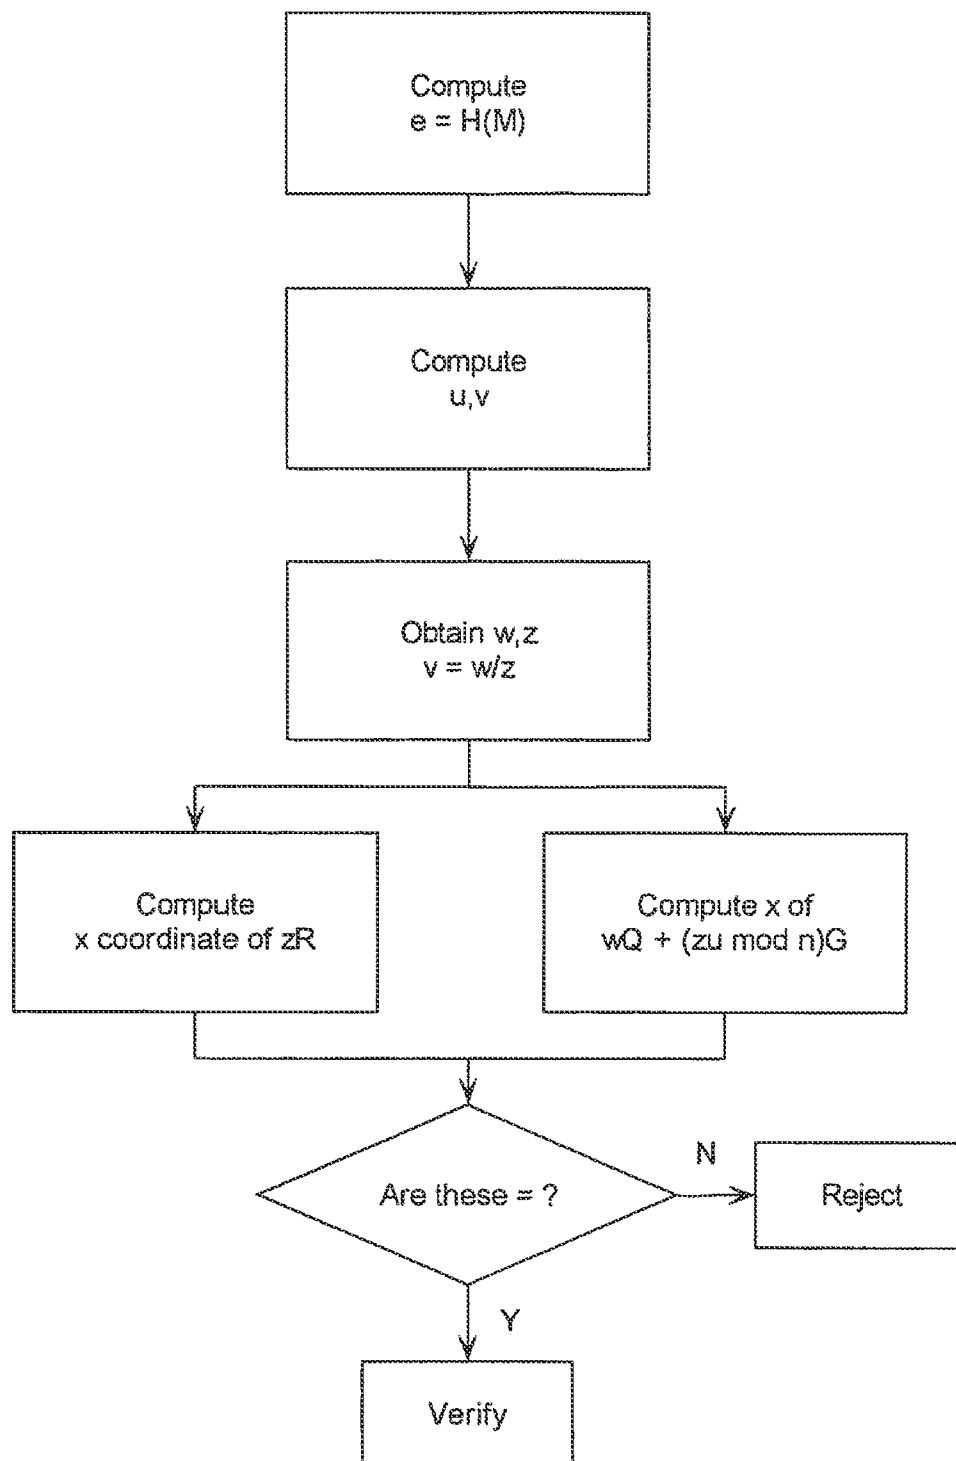 Compute
e = H(M)
Compute
u,v
Obtain w,z
v = w/z
Compute
x coordinate of zR
Compute x of
wQ + (zu mod n)G
Are these = ?
N
Reject
Y
Verify